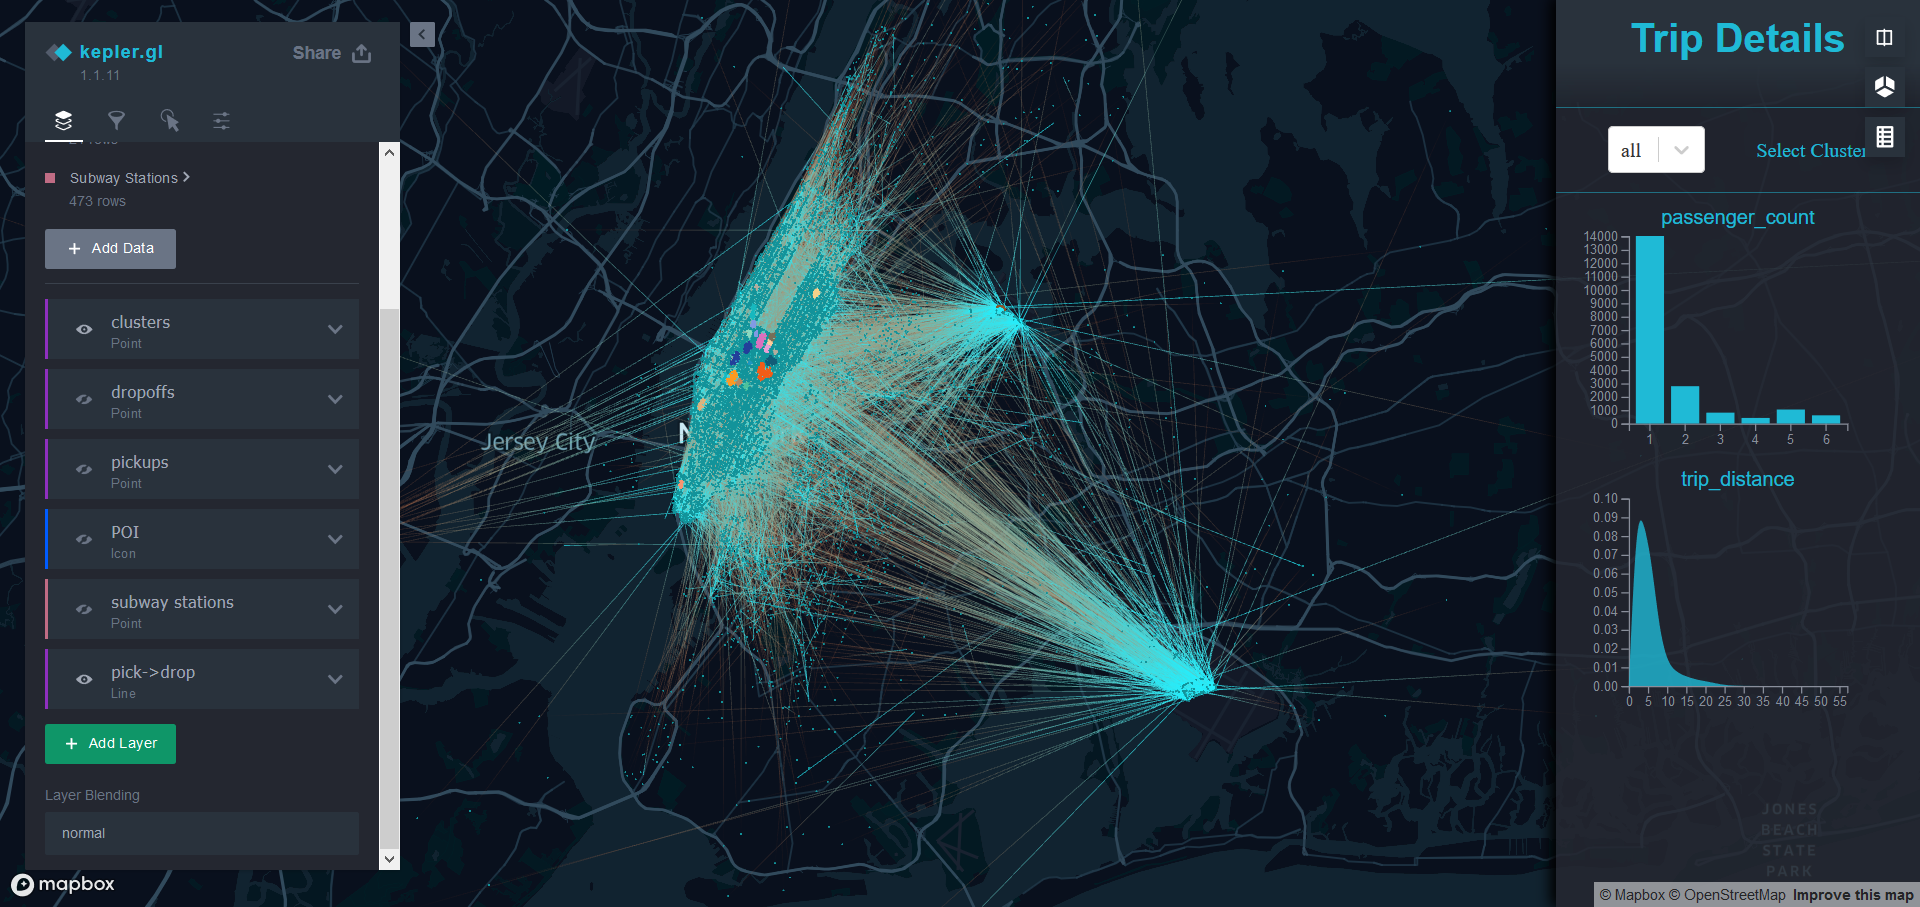 kepler.gl
1.1.11
Share
rows
Subway Stations
473 rows
+ Add Data
clusters
Point
dropoffs
Point
pickups
Point
POI
Icon
subway stations
Point
pick->drop
Line
+ Add Layer
Layer Blending
normal
mapbox
Jersey City
N
Trip Details
all
Select Cluster
passenger_count
14000
13000
12000
11000
10000
9000
8000
7000
6000
5000
4000
3000
2000
1000
0
1 2 3 4 5 6
trip_distance
0.10
0.09
0.08
0.07
0.06
0.05
0.04
0.03
0.02
0.01
0.00
0 5 10 15 20 25 30 35 40 45 50 55
JONES
BEACH
STATE
PARK
© Mapbox © OpenStreetMap Improve this map